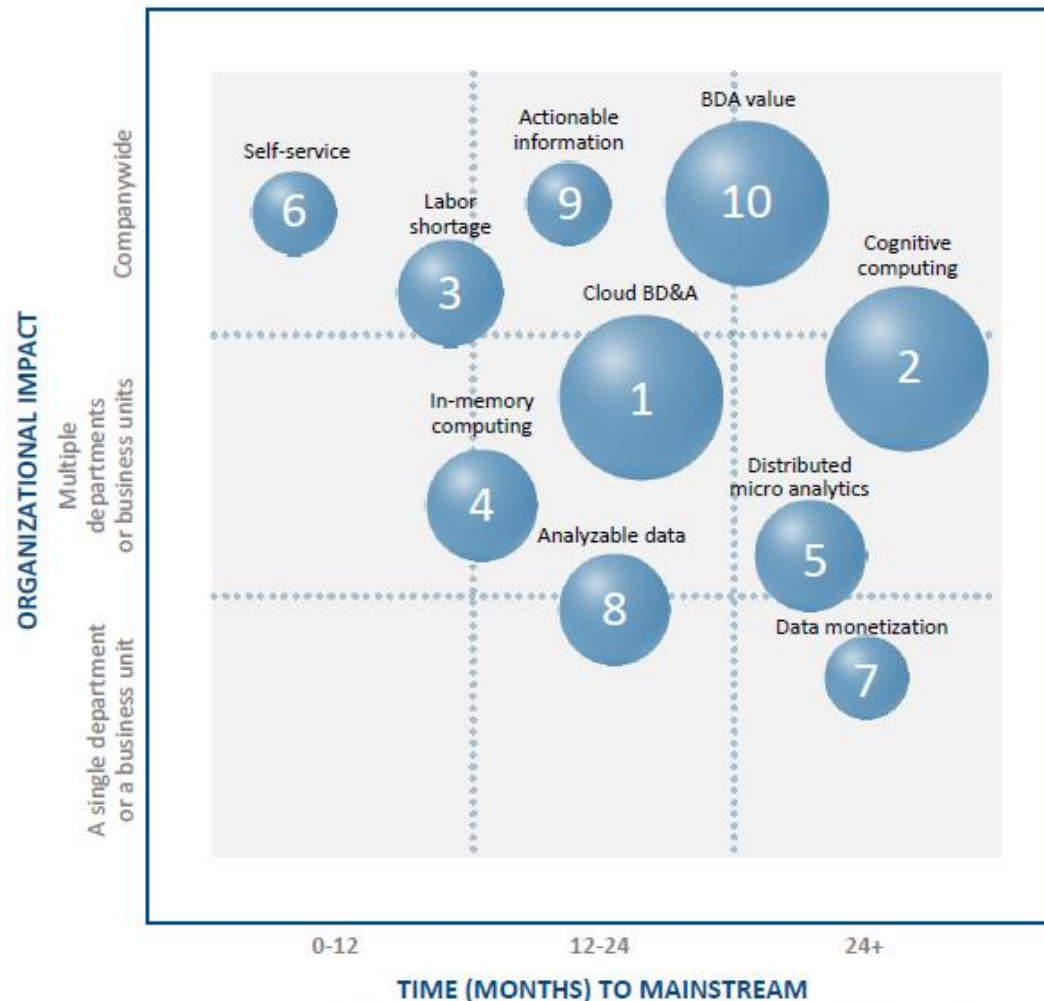 BDA value
Actionable
information
Self-service
6
9
10
Labor
shortage
3
Cognitive
computing
2
Cloud BD&A
1
In-memory
computing
4
Distributed
micro analytics
5
Analyzable data
8
Data monetization
7
ORGANIZATIONAL IMPACT
Companywide
Multiple
departments
or business units
A single department
or a business unit
0-12
12-24
24+
TIME (MONTHS) TO MAINSTREAM